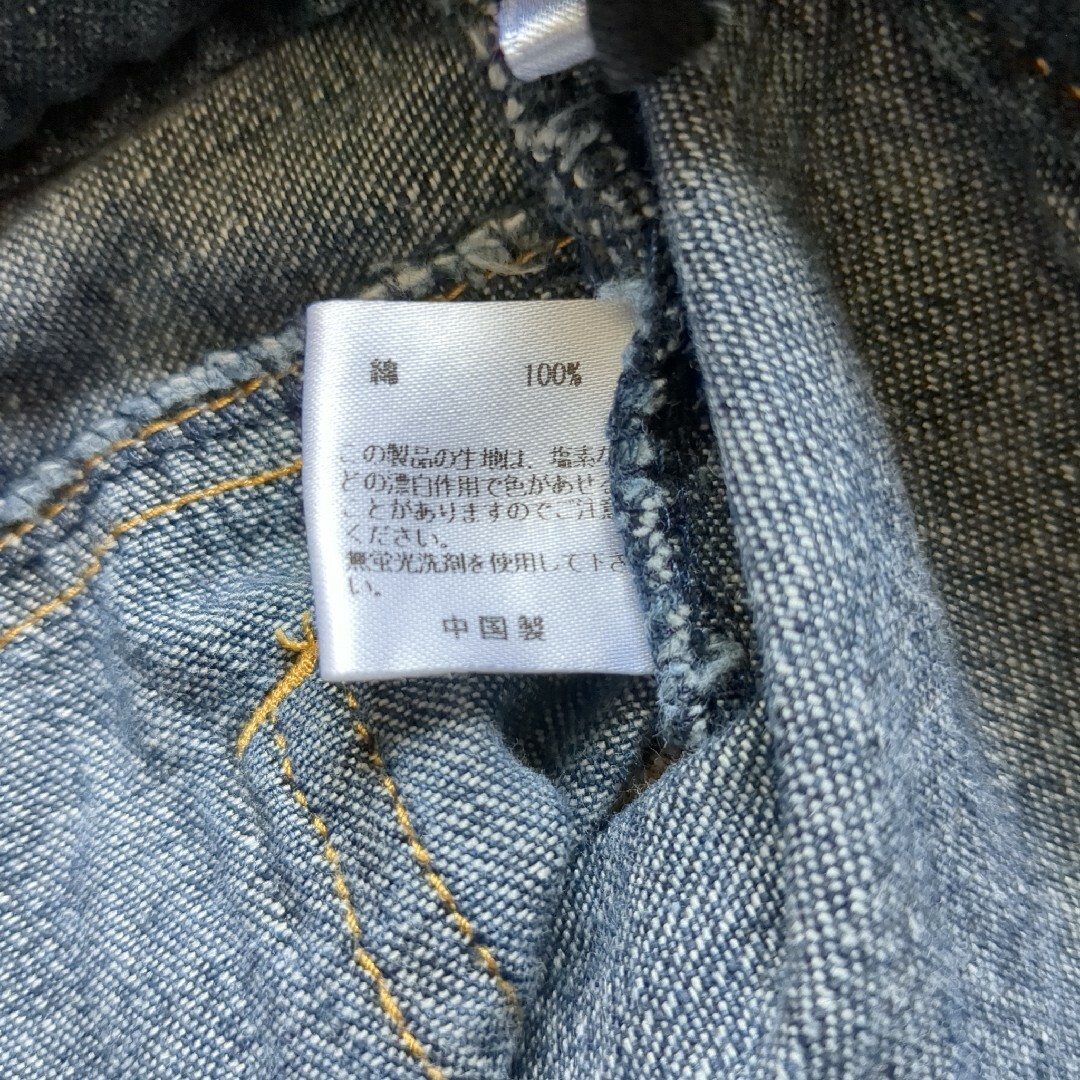 綿 100%
この製品の生地は、塩素
どの漂白作用で色があせ
ことがありますので、注意
ください。
無蛍光洗剤を使用して下さ
い。
中国製